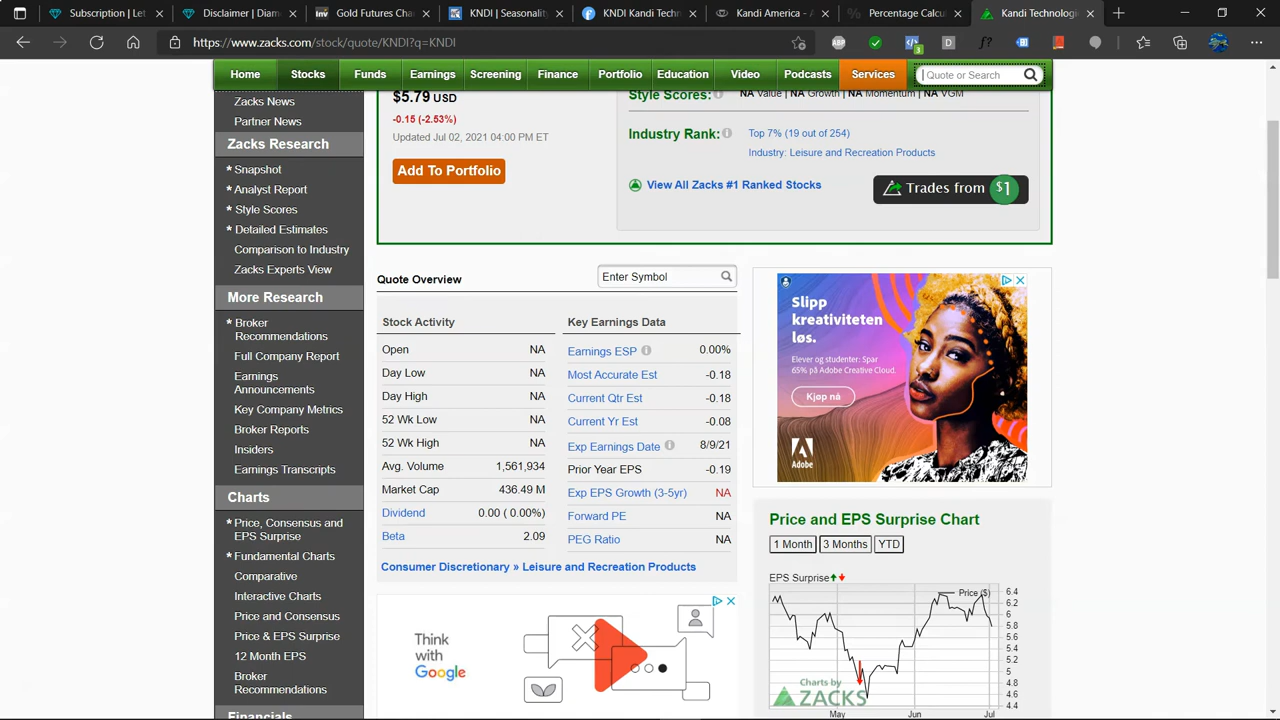 Subscription | Let
Disclaimer | Diam
Gold Futures Cha
KNDI | Seasonality
KNDI Kandi Techn
Kandi America - A
Percentage Calcu
Kandi Technologi
https://www.zacks.com/stock/quote/KNDI?q=KNDI
ABP
3
D
f?
Home
Stocks
Funds
Earnings
Screening
Finance
Portfolio
Education
Video
Podcasts
Services
Quote or Search
Zacks News
Partner News
Zacks Research
* Snapshot
* Analyst Report
* Style Scores
* Detailed Estimates
Comparison to Industry
Zacks Experts View
More Research
Broker
Recommendations
Full Company Report
Earnings
Announcements
Key Company Metrics
Broker Reports
Insiders
Earnings Transcripts
Charts
* Price, Consensus and
EPS Surprise
* Fundamental Charts
Comparative
Interactive Charts
Price and Consensus
Price & EPS Surprise
12 Month EPS
Broker
Recommendations
Financials
$5.79 USD
-0.15 (-2.53%)
Updated Jul 02, 2021 04:00 PM ET
Add To Portfolio
Style Scores:
NA Value | NA Growth | NA Momentum | NA VGM
Industry Rank:
Top 7% (19 out of 254)
Industry: Leisure and Recreation Products
View All Zacks #1 Ranked Stocks
Trades from $1
Quote Overview
Enter Symbol
Stock Activity
Open NA
Day Low NA
Day High NA
52 Wk Low NA
52 Wk High NA
Avg. Volume 1,561,934
Market Cap 436.49 M
Dividend 0.00 ( 0.00%)
Beta 2.09
Key Earnings Data
Earnings ESP 0.00%
Most Accurate Est -0.18
Current Qtr Est -0.18
Current Yr Est -0.08
Exp Earnings Date 8/9/21
Prior Year EPS -0.19
Exp EPS Growth (3-5yr) NA
Forward PE NA
PEG Ratio NA
Consumer Discretionary » Leisure and Recreation Products
Think
with
Google
Slipp
kreativiteten
løs.
Elever og studenter: Spar
65% på Adobe Creative Cloud.
Kjøp nå
Adobe
Price and EPS Surprise Chart
1 Month
3 Months
YTD
EPS Surprise
Price ($)
6.4
6.2
6
5.8
5.6
5.4
5.2
5
4.8
4.6
4.4
Charts by
ZACKS
May
Jun
Jul